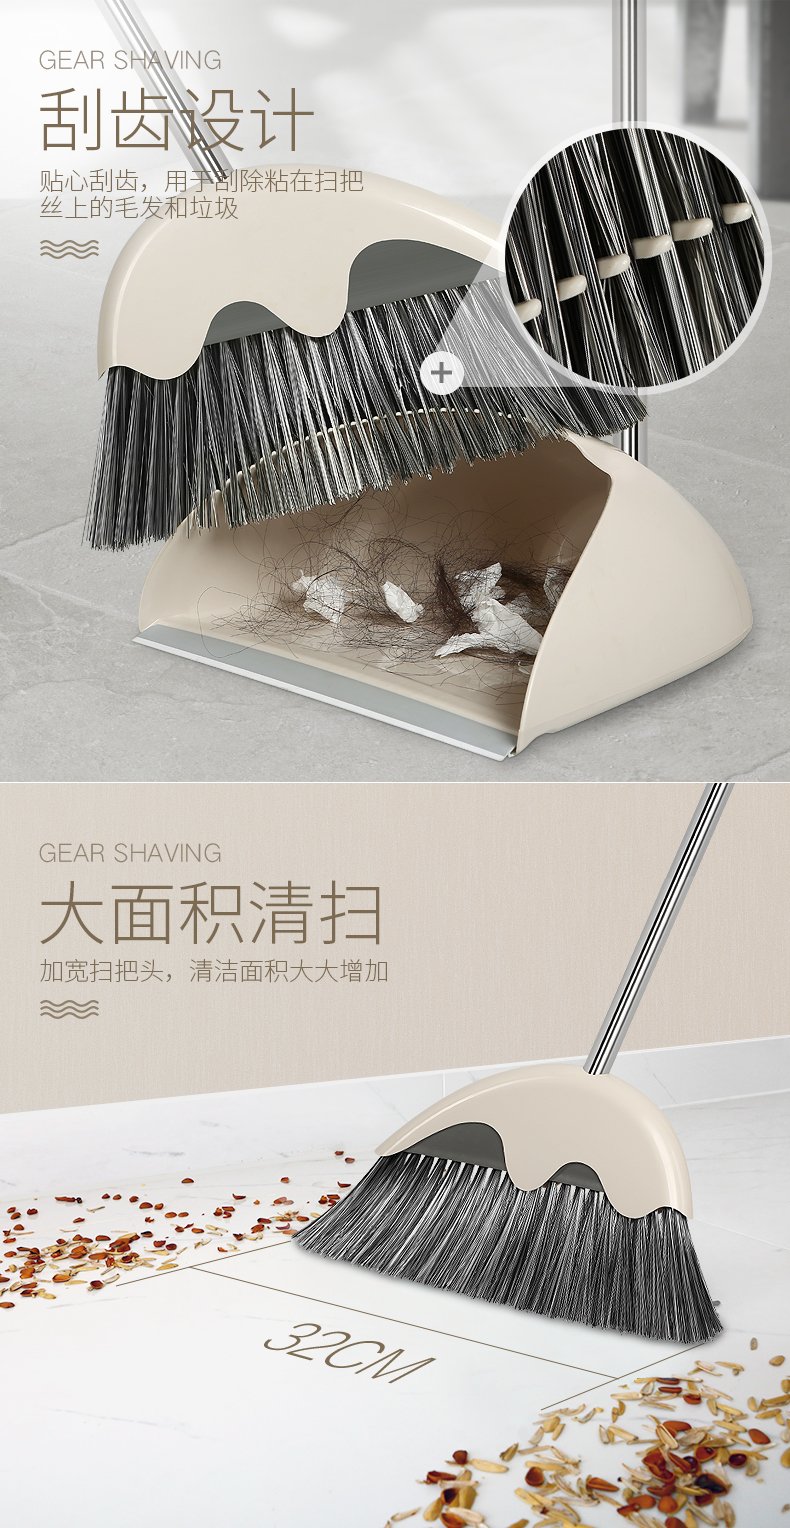 GEAR SHAVING
刮齿设计
贴心刮齿，用于刮除粘在扫把
丝上的毛发和垃圾
GEAR SHAVING
大面积清扫
加宽扫把头，清洁面积大大增加
32CM